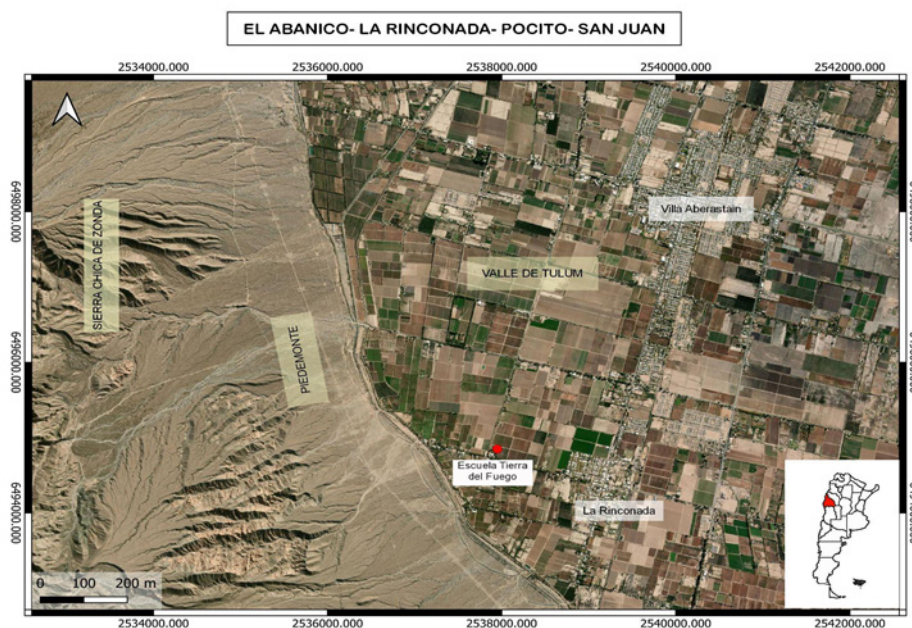 EL ABANICO- LA RINCONADA- POCITO- SAN JUAN
2534000.000 2536000.000 2538000.000 2540000.000 2542000.000
6498000.000
Villa Aberastain
SIERRA CHICA DE ZONDA
VALLE DE TULUM
6496000.000
PIEDEMONTE
Escuela Tierra
del Fuego
6494000.000
La Rinconada
0 100 200 m
2534000.000 2536000.000 2538000.000 2540000.000 2542000.000